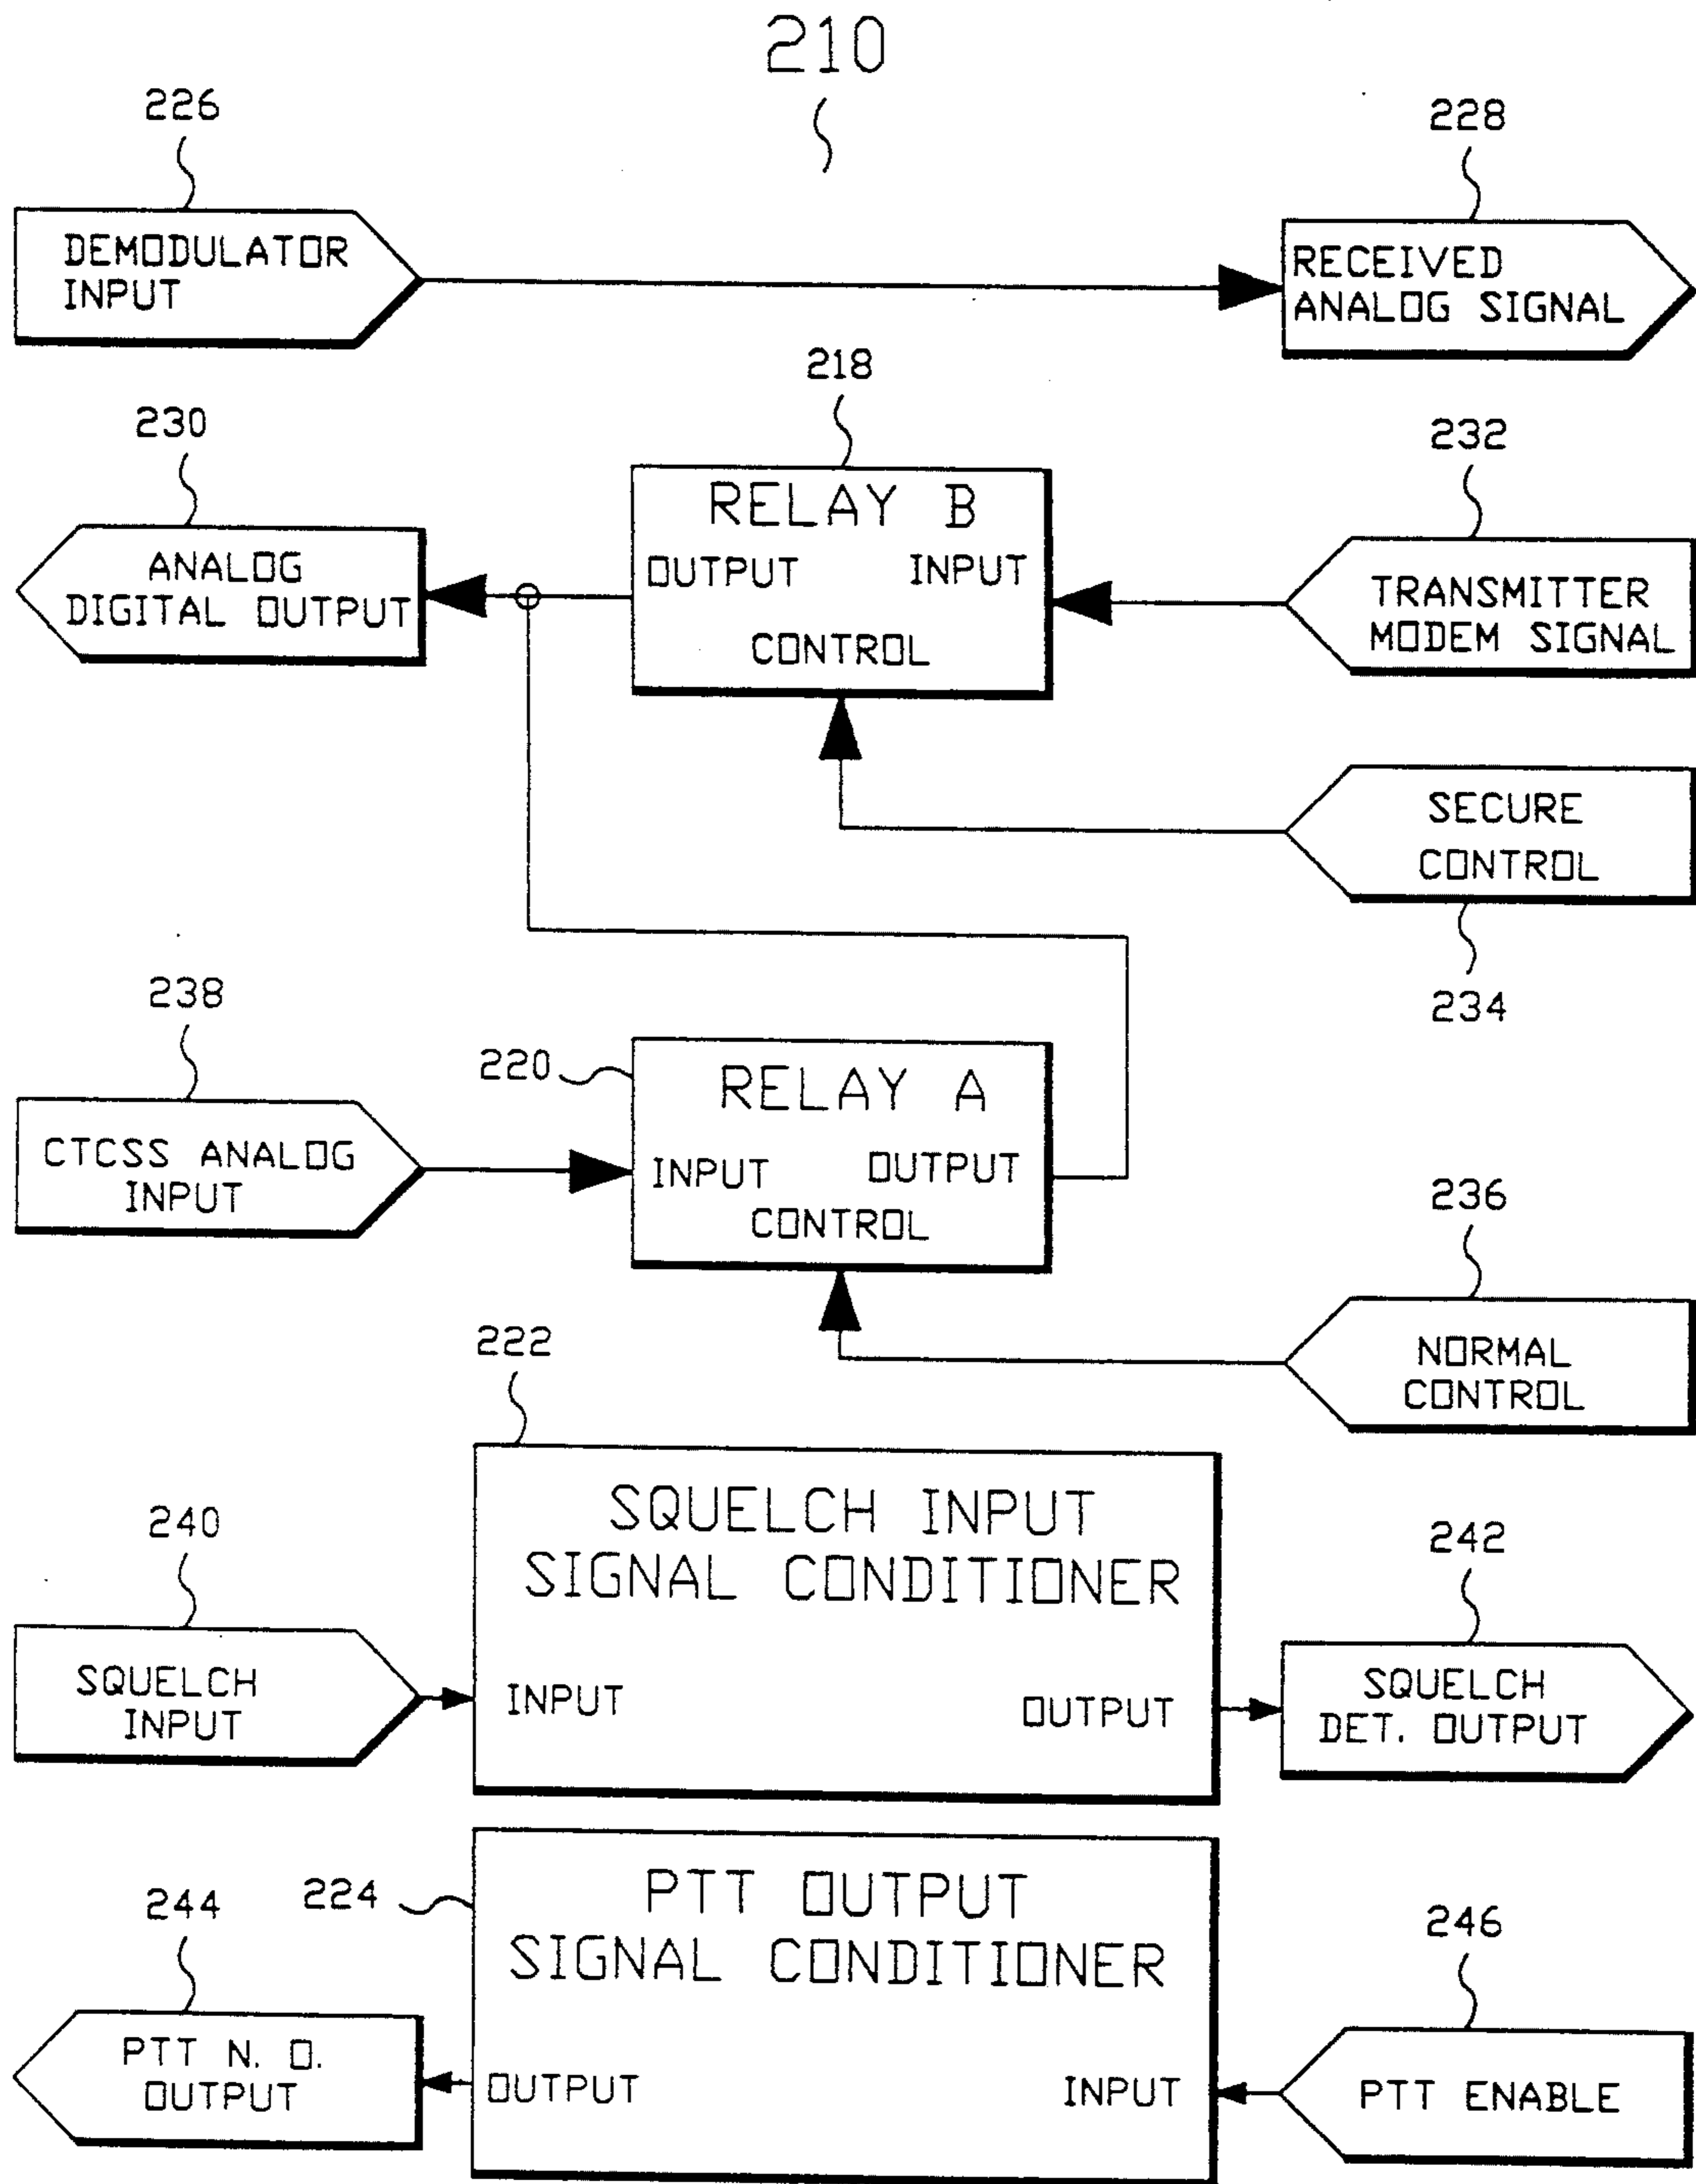 210
226
228
DEMODULATOR
INPUT
RECEIVED
ANALOG SIGNAL
218
230
232
RELAY B
OUTPUT INPUT
CONTROL
ANALOG
DIGITAL OUTPUT
TRANSMITTER
MODEM SIGNAL
SECURE
CONTROL
234
238
220
RELAY A
INPUT OUTPUT
CONTROL
CTCSS ANALOG
INPUT
236
NORMAL
CONTROL
222
SQUELCH INPUT
SIGNAL CONDITIONER
INPUT
OUTPUT
240
SQUELCH
INPUT
242
SQUELCH
DET. OUTPUT
224
PTT OUTPUT
SIGNAL CONDITIONER
OUTPUT
INPUT
244
PTT N. O.
OUTPUT
246
PTT ENABLE